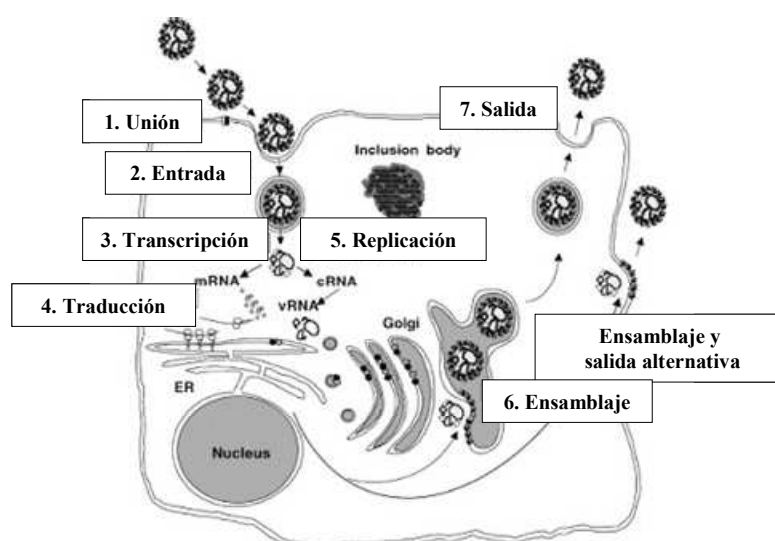 7. Salida
1. Unión
Inclusion body
2. Entrada
3. Transcripción
5. Replicación
mRNA
cRNA
4. Traducción
vRNA
Golgi
Ensamblaje y
salida alternativa
ER
6. Ensamblaje
Nucleus